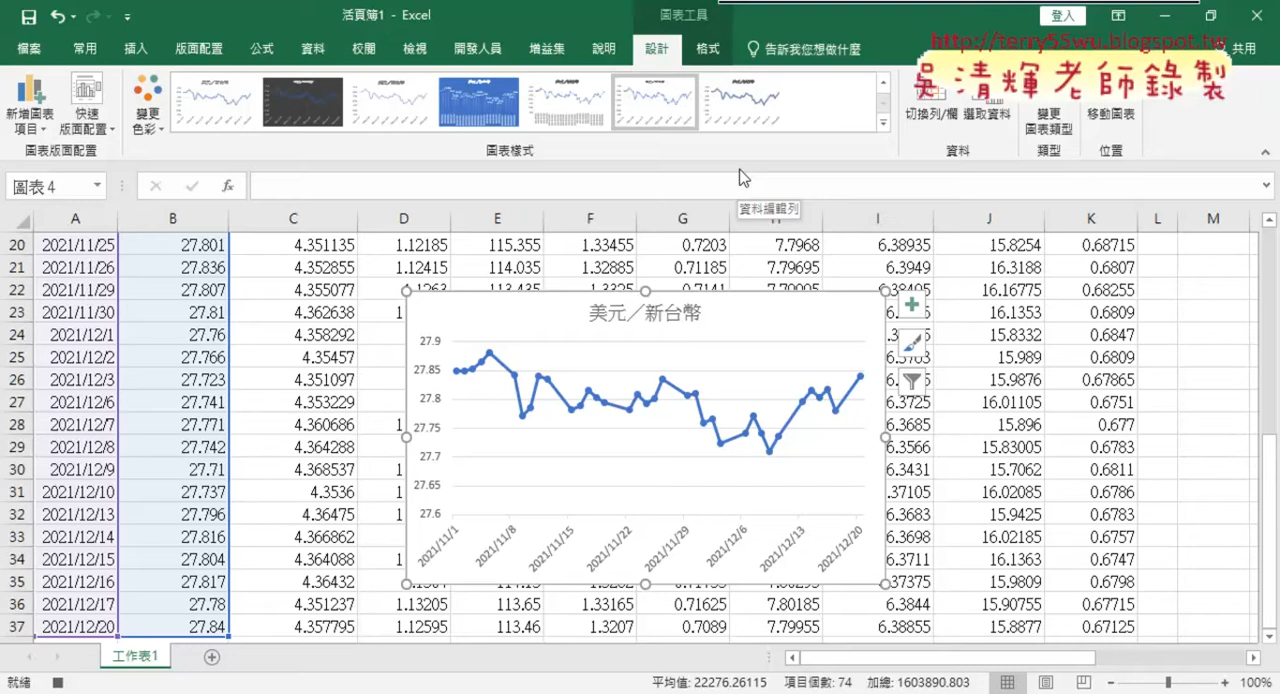 活頁簿1 - Excel
圖表工具
登入
檔案 常用 插入 版面配置 公式 資料 校閱 檢視 開發人員 增益集 說明 設計 格式 告訴我您想做什麼 共用
http://terry55wu.blogspot.tw
吳清輝老師錄製
新增圖表項目 快速版面配置 變更色彩 切換列/欄 選取資料 變更圖表類型 移動圖表
圖表版面配置 圖表樣式 資料 類型 位置
圖表4 fx
資料編輯列
A B C D E F G H I J K L M
20 2021/11/25 27.801 4.351135 1.12185 115.355 1.33455 0.7203 7.7968 6.38935 15.8254 0.68715
21 2021/11/26 27.836 4.352855 1.12415 114.035 1.32885 0.71185 7.79695 6.3949 16.3188 0.6807
22 2021/11/29 27.807 4.355077 16.16775 0.68255
23 2021/11/30 27.81 4.362638 1 16.1353 0.6809
24 2021/12/1 27.76 4.358292 15.8332 0.6847
25 2021/12/2 27.766 4.35457 15.989 0.6809
26 2021/12/3 27.723 4.351097 15.9876 0.67865
27 2021/12/6 27.741 4.353229 6.3725 16.01105 0.6751
28 2021/12/7 27.771 4.360686 1 6.3685 15.896 0.677
29 2021/12/8 27.742 4.364288 6.3566 15.83005 0.6783
30 2021/12/9 27.71 4.368537 1 6.3431 15.7062 0.6811
31 2021/12/10 27.737 4.3536 1 .37105 16.02085 0.6786
32 2021/12/13 27.796 4.36475 1 6.3683 15.9425 0.6783
33 2021/12/14 27.816 4.366862 6.3698 16.02185 0.6757
34 2021/12/15 27.804 4.364088 1 6.3711 16.1363 0.6747
35 2021/12/16 27.817 4.36432 .37375 15.9809 0.6798
36 2021/12/17 27.78 4.351237 1.13205 113.65 1.33165 0.71625 7.80185 6.3844 15.90755 0.67715
37 2021/12/20 27.84 4.357795 1.12595 113.46 1.3207 0.7089 7.79955 6.38855 15.8877 0.67125
美元／新台幣
27.9
27.85
27.8
27.75
27.7
27.65
27.6
2021/11/1 2021/11/8 2021/11/15 2021/11/22 2021/11/29 2021/12/6 2021/12/13 2021/12/20
工作表1
就緒 平均值: 22276.26115 項目個數: 74 加總: 1603890.803 100%